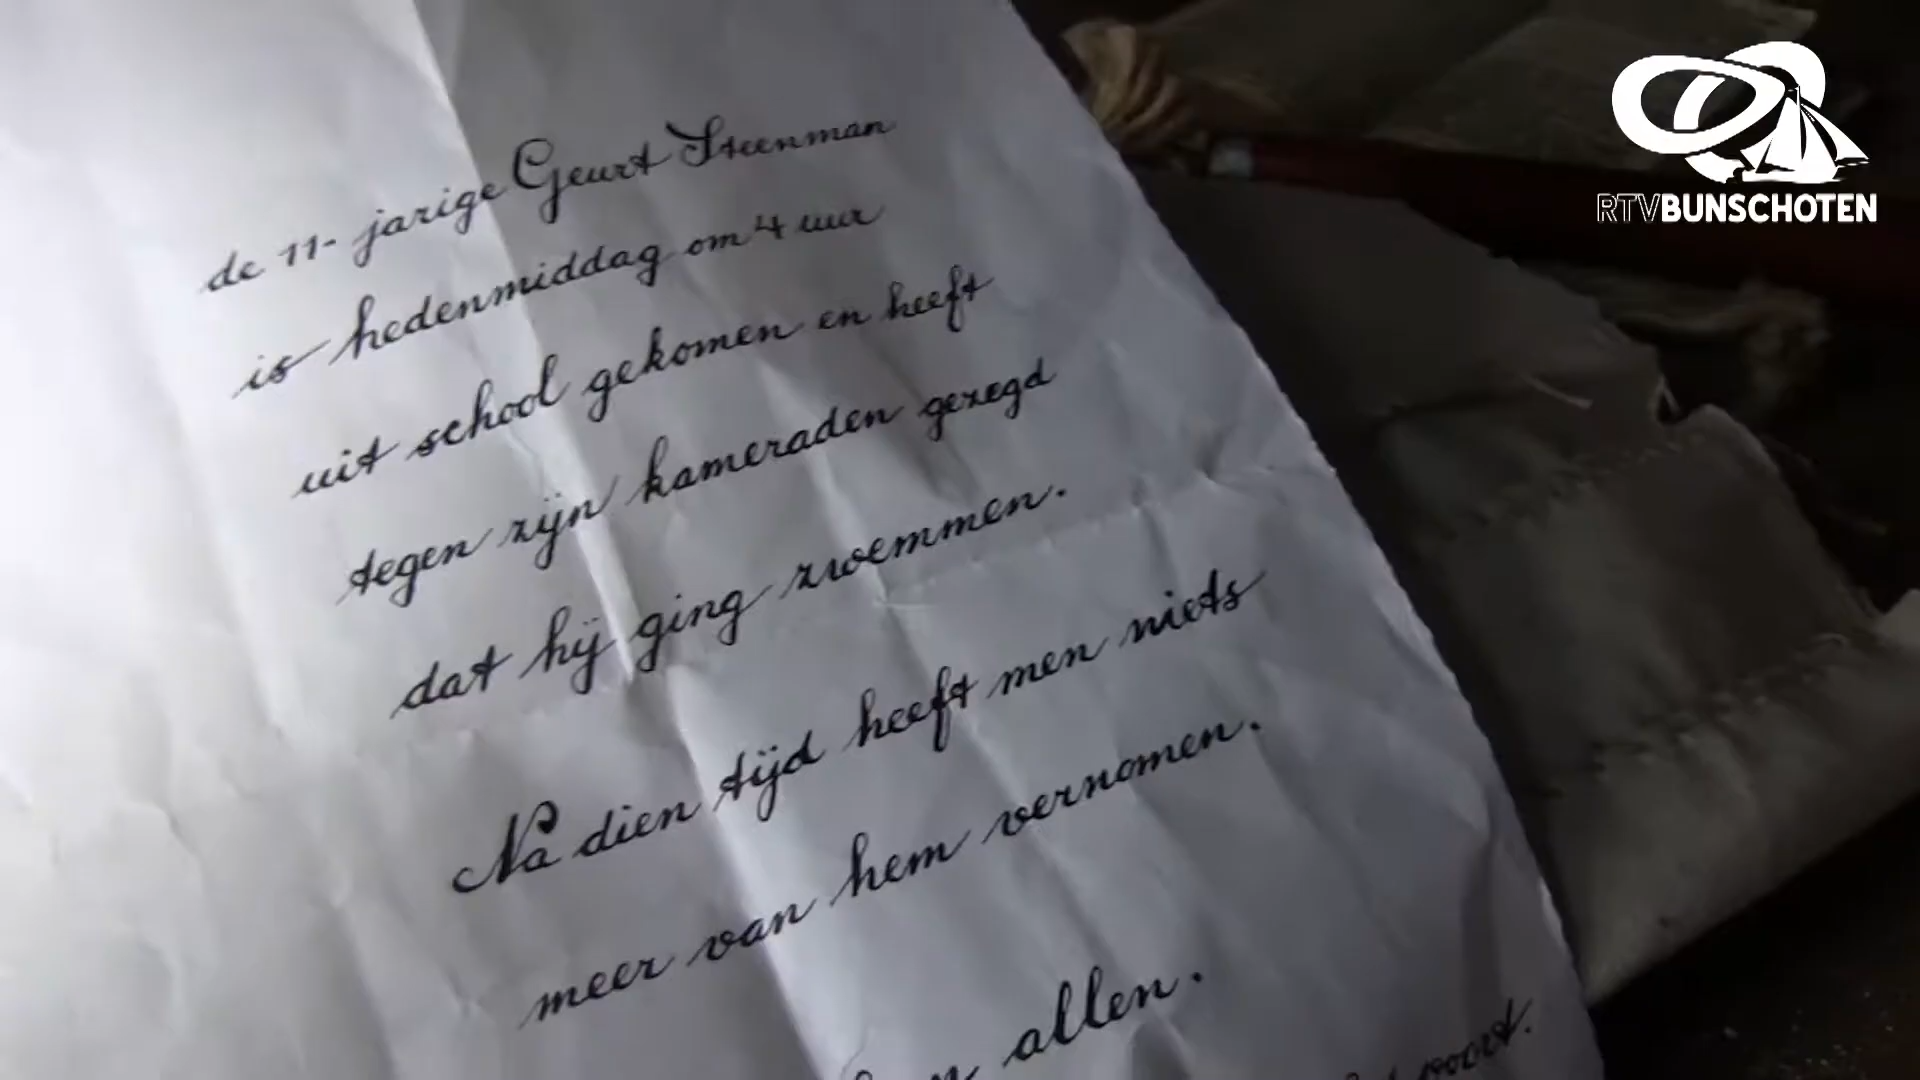 de 11-jarige Geurt Steenman
is hedenmiddag om 4 uur
uit school gekomen en heeft
tegen zijn kameraden gezegd
dat hij ging zwemmen.
Na dien tijd heeft men niets
meer van hem vernomen.
allen.
RTVBUNSCHOTEN